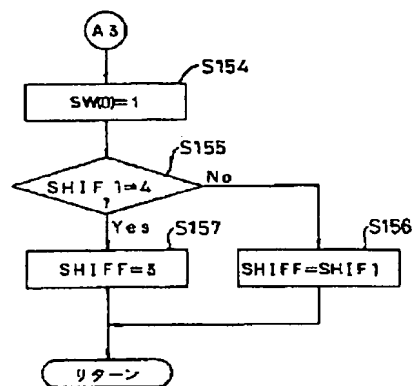 A3
S154
SW(0)=1
S155
SHIF1=4
?
No
Yes
S157
SHIFF=3
S156
SHIFF=SHIF1
リターン